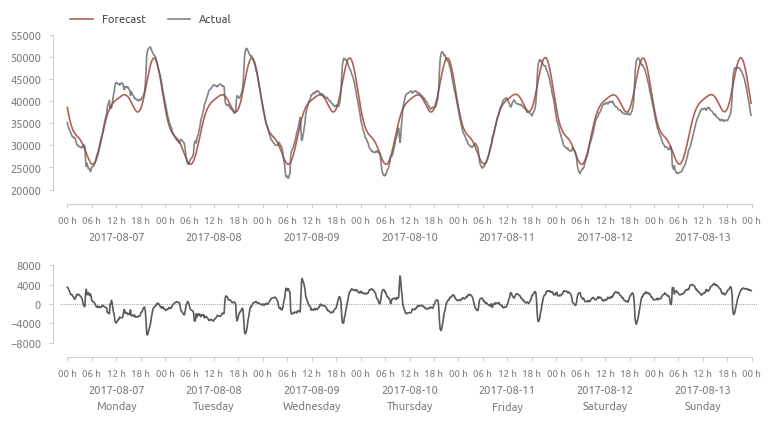 Forecast Actual
55000
50000
45000
40000
35000
30000
25000
20000
00 h 06 h 12 h 18 h 00 h 06 h 12 h 18 h 00 h 06 h 12 h 18 h 00 h 06 h 12 h 18 h 00 h 06 h 12 h 18 h 00 h 06 h 12 h 18 h 00 h 06 h 12 h 18 h 00 h
2017-08-07 2017-08-08 2017-08-09 2017-08-10 2017-08-11 2017-08-12 2017-08-13
8000
4000
0
−4000
−8000
00 h 06 h 12 h 18 h 00 h 06 h 12 h 18 h 00 h 06 h 12 h 18 h 00 h 06 h 12 h 18 h 00 h 06 h 12 h 18 h 00 h 06 h 12 h 18 h 00 h 06 h 12 h 18 h 00 h
2017-08-07 2017-08-08 2017-08-09 2017-08-10 2017-08-11 2017-08-12 2017-08-13
Monday Tuesday Wednesday Thursday Friday Saturday Sunday